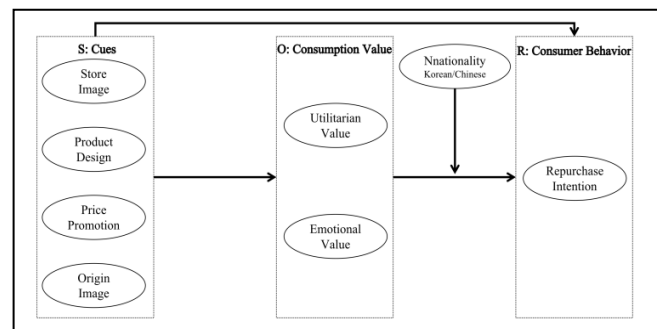 S: Cues
Store
Image
Product
Design
Price
Promotion
Origin
Image
O: Consumption Value
Utilitarian
Value
Emotional
Value
Nnationality
Korean/Chinese
R: Consumer Behavior
Repurchase
Intention